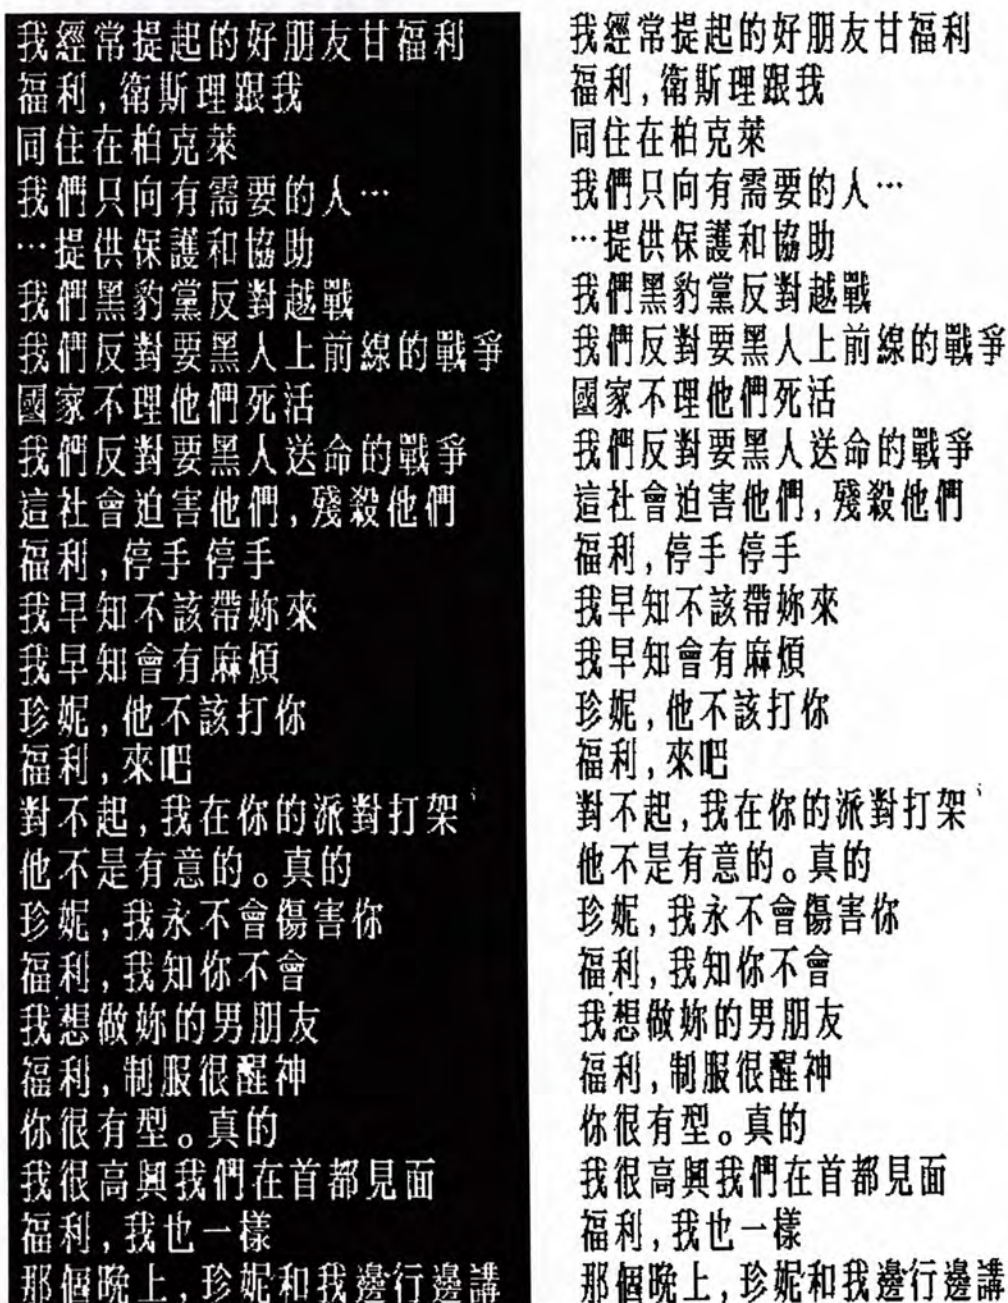 我經常提起的好朋友甘福利
福利,衛斯理跟我
同住在柏克萊
我們只向有需要的人…
…提供保護和協助
我們黑豹黨反對越戰
我們反對要黑人上前線的戰爭
國家不理他們死活
我們反對要黑人送命的戰爭
這社會迫害他們,殘殺他們
福利,停手停手
我早知不該帶妳來
我早知會有麻煩
珍妮,他不該打你
福利,來吧
對不起,我在你的派對打架
他不是有意的。真的
珍妮,我永不會傷害你
福利,我知你不會
我想做妳的男朋友
福利,制服很醒神
你很有型。真的
我很高興我們在首都見面
福利,我也一樣
那個晚上,珍妮和我邊行邊講
我經常提起的好朋友甘福利
福利,衛斯理跟我
同住在柏克萊
我們只向有需要的人…
…提供保護和協助
我們黑豹黨反對越戰
我們反對要黑人上前線的戰爭
國家不理他們死活
我們反對要黑人送命的戰爭
這社會迫害他們,殘殺他們
福利,停手停手
我早知不該帶妳來
我早知會有麻煩
珍妮,他不該打你
福利,來吧
對不起,我在你的派對打架
他不是有意的。真的
珍妮,我永不會傷害你
福利,我知你不會
我想做妳的男朋友
福利,制服很醒神
你很有型。真的
我很高興我們在首都見面
福利,我也一樣
那個晚上,珍妮和我邊行邊講